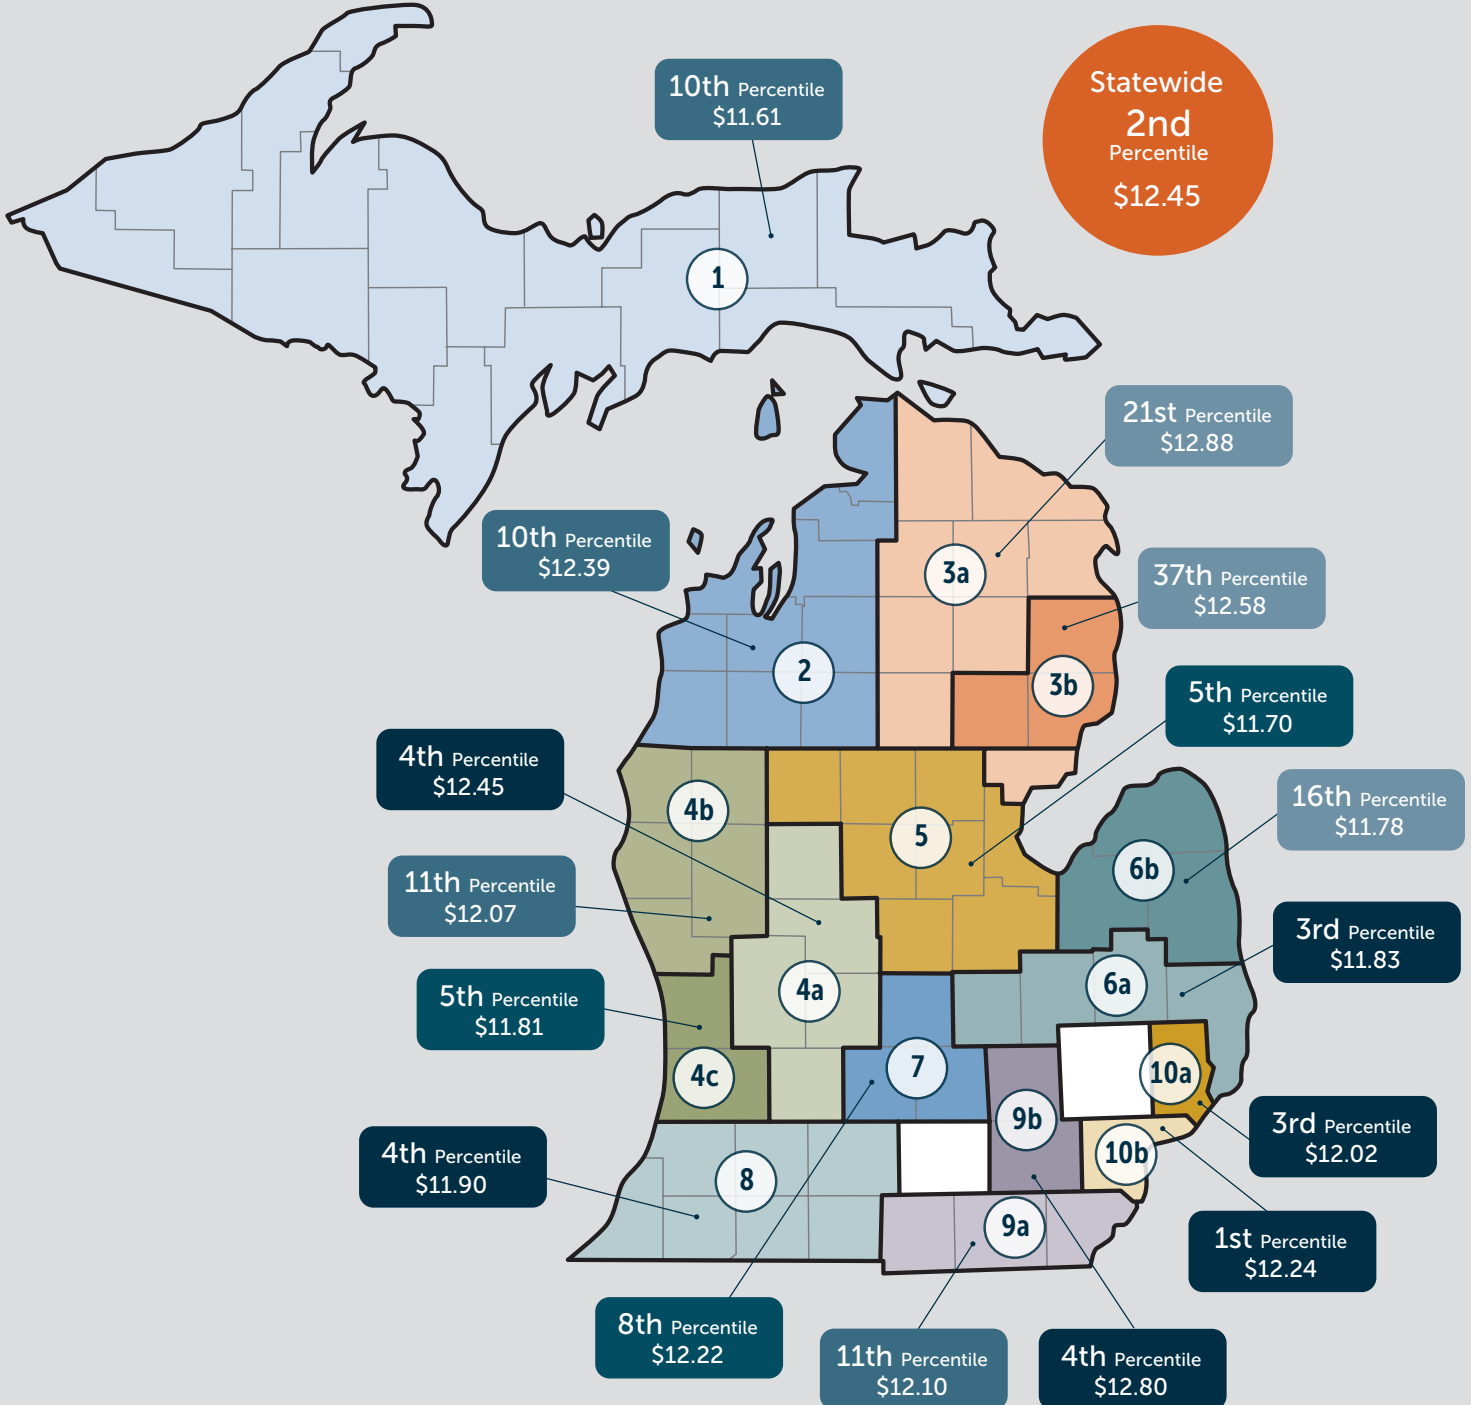 Statewide
2nd
Percentile
$12.45
10th Percentile
$11.61
1
21st Percentile
$12.88
10th Percentile
$12.39
3a
37th Percentile
$12.58
2
3b
5th Percentile
$11.70
4th Percentile
$12.45
4b
5
16th Percentile
$11.78
6b
11th Percentile
$12.07
3rd Percentile
$11.83
5th Percentile
$11.81
4a
6a
4c
7
10a
9b
3rd Percentile
$12.02
4th Percentile
$11.90
8
10b
9a
1st Percentile
$12.24
8th Percentile
$12.22
11th Percentile
$12.10
4th Percentile
$12.80